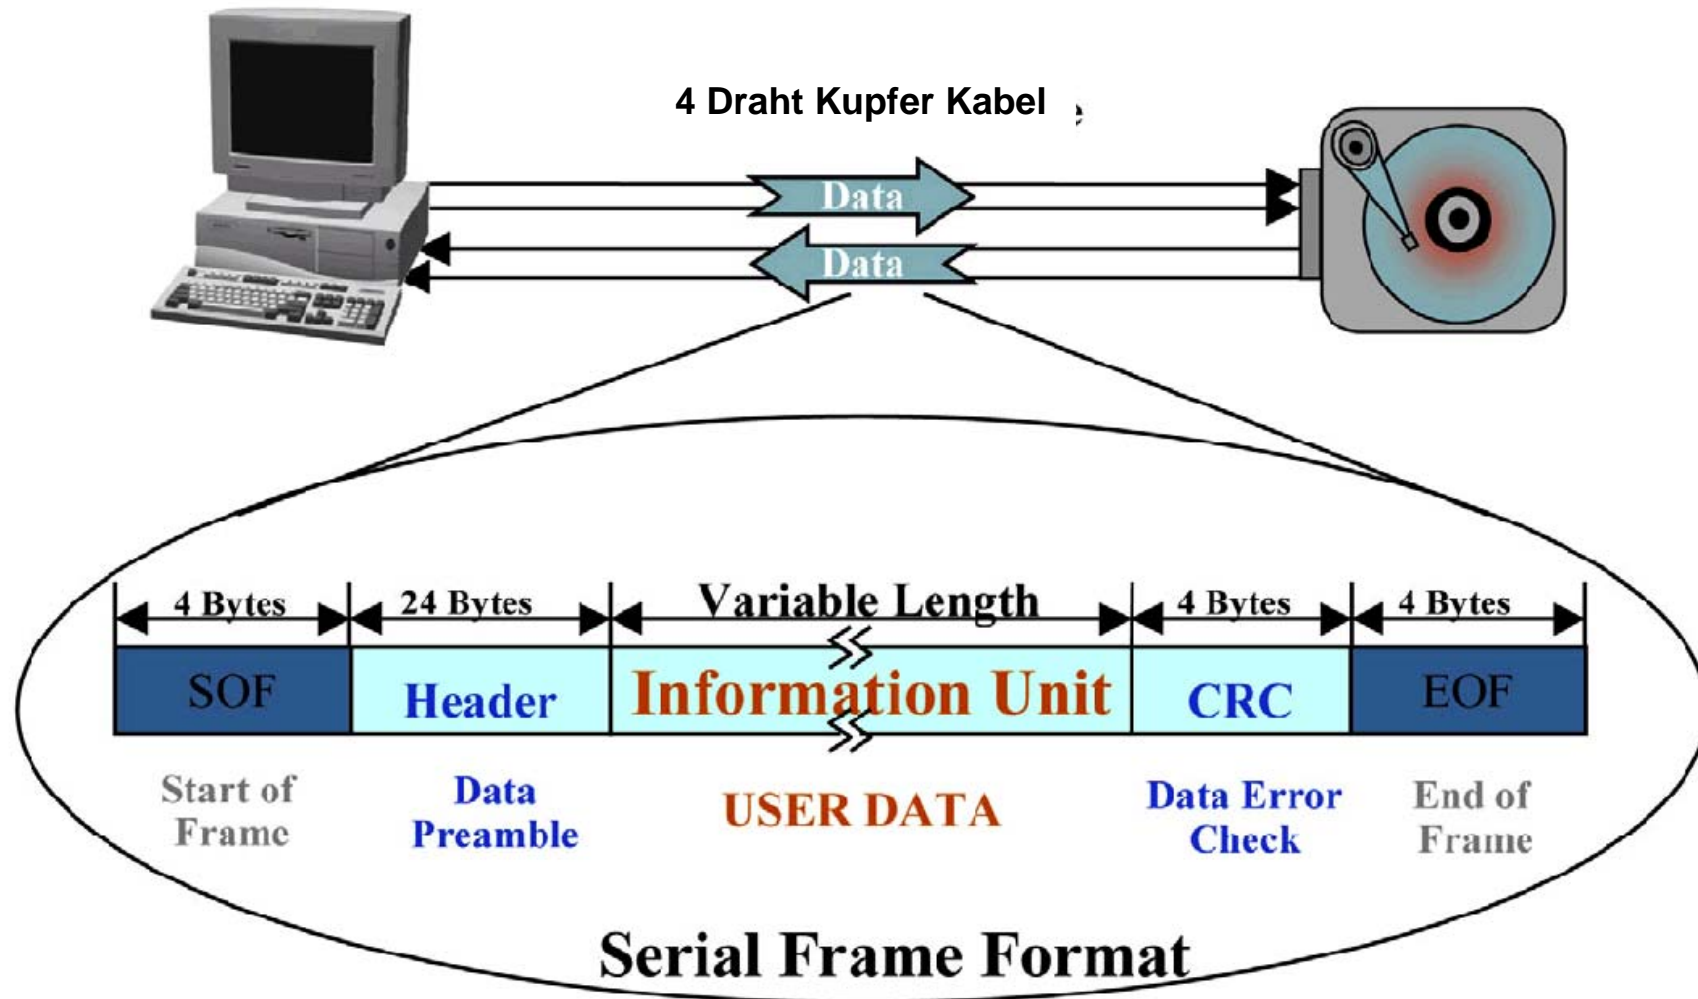 4 Draht Kupfer Kabel e
Data
Data
4 Bytes 24 Bytes Variable Length 4 Bytes 4 Bytes
SOF Header Information Unit CRC EOF
Start of Frame
Data Preamble
USER DATA
Data Error Check
End of Frame
Serial Frame Format